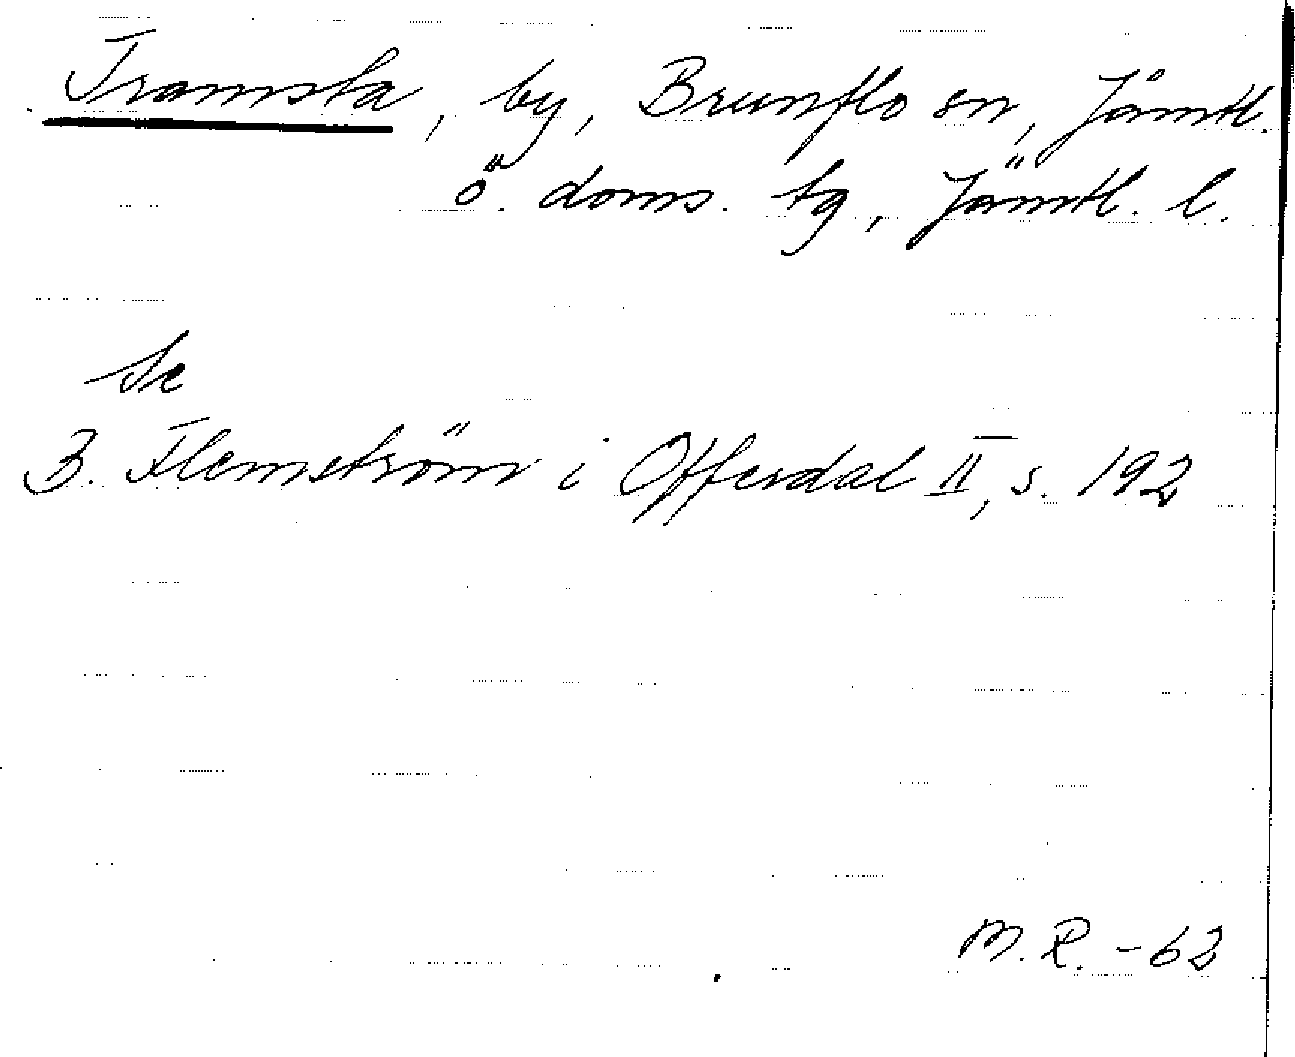 Tramsta, by, Brunflo sn, Jämtl.
ö. doms. tg, Jämtl. l.
Se
B. Flemström i Offerdal II, s. 192
M.R. -62